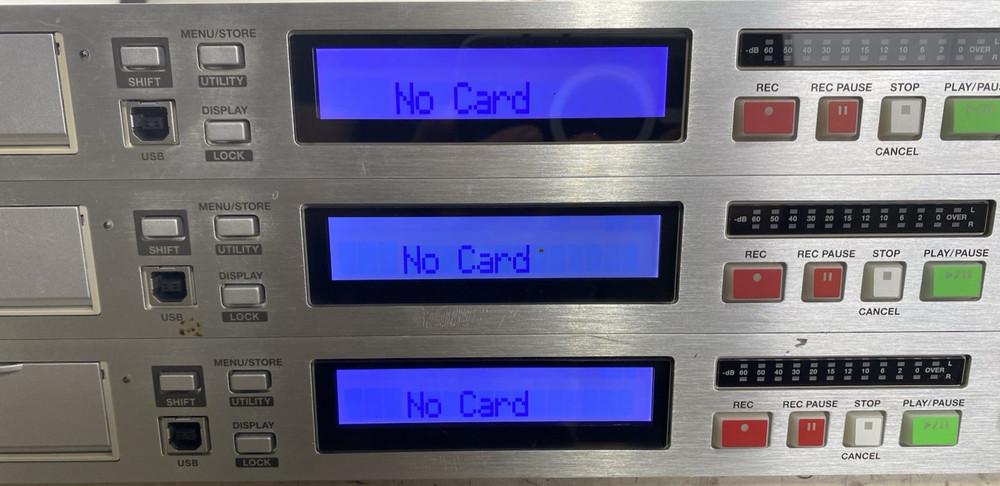 MENU/STORE
SHIFT
UTILITY
DISPLAY
USB
LOCK
No Card
-dB 60 50 40 30 20 15 12 10 6 2 0 OVER
REC
REC PAUSE
STOP
PLAY/PAU
CANCEL
MENU/STORE
SHIFT
UTILITY
DISPLAY
USB
LOCK
No Card
L
-dB 60 50 40 30 20 15 12 10 6 2 0 OVER
R
REC
REC PAUSE
STOP
PLAY/PAUSE
CANCEL
MENU/STORE
SHIFT
UTILITY
DISPLAY
USB
LOCK
No Card
L
-dB 60 50 40 30 20 15 12 10 6 2 0 OVER
R
REC
REC PAUSE
STOP
PLAY/PAUSE
CANCEL